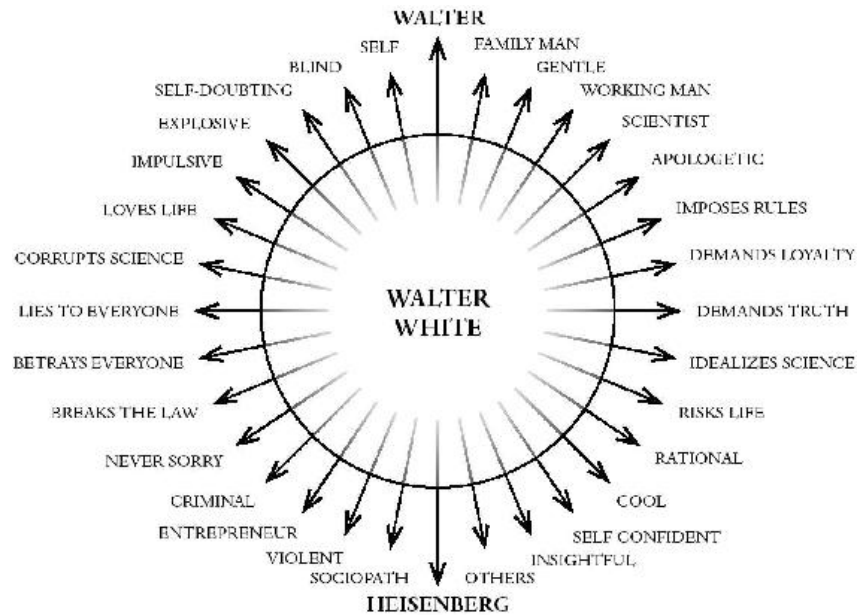 WALTER
SELF
FAMILY MAN
BLIND
GENTLE
SELF-DOUBTING
WORKING MAN
EXPLOSIVE
SCIENTIST
IMPULSIVE
APOLOGETIC
LOVES LIFE
IMPOSES RULES
CORRUPTS SCIENCE
DEMANDS LOYALTY
WALTER
WHITE
LIES TO EVERYONE
DEMANDS TRUTH
BETRAYS EVERYONE
IDEALIZES SCIENCE
BREAKS THE LAW
RISKS LIFE
NEVER SORRY
RATIONAL
CRIMINAL
COOL
ENTREPRENEUR
SELF CONFIDENT
VIOLENT
INSIGHTFUL
SOCIOPATH
OTHERS
HEISENBERG